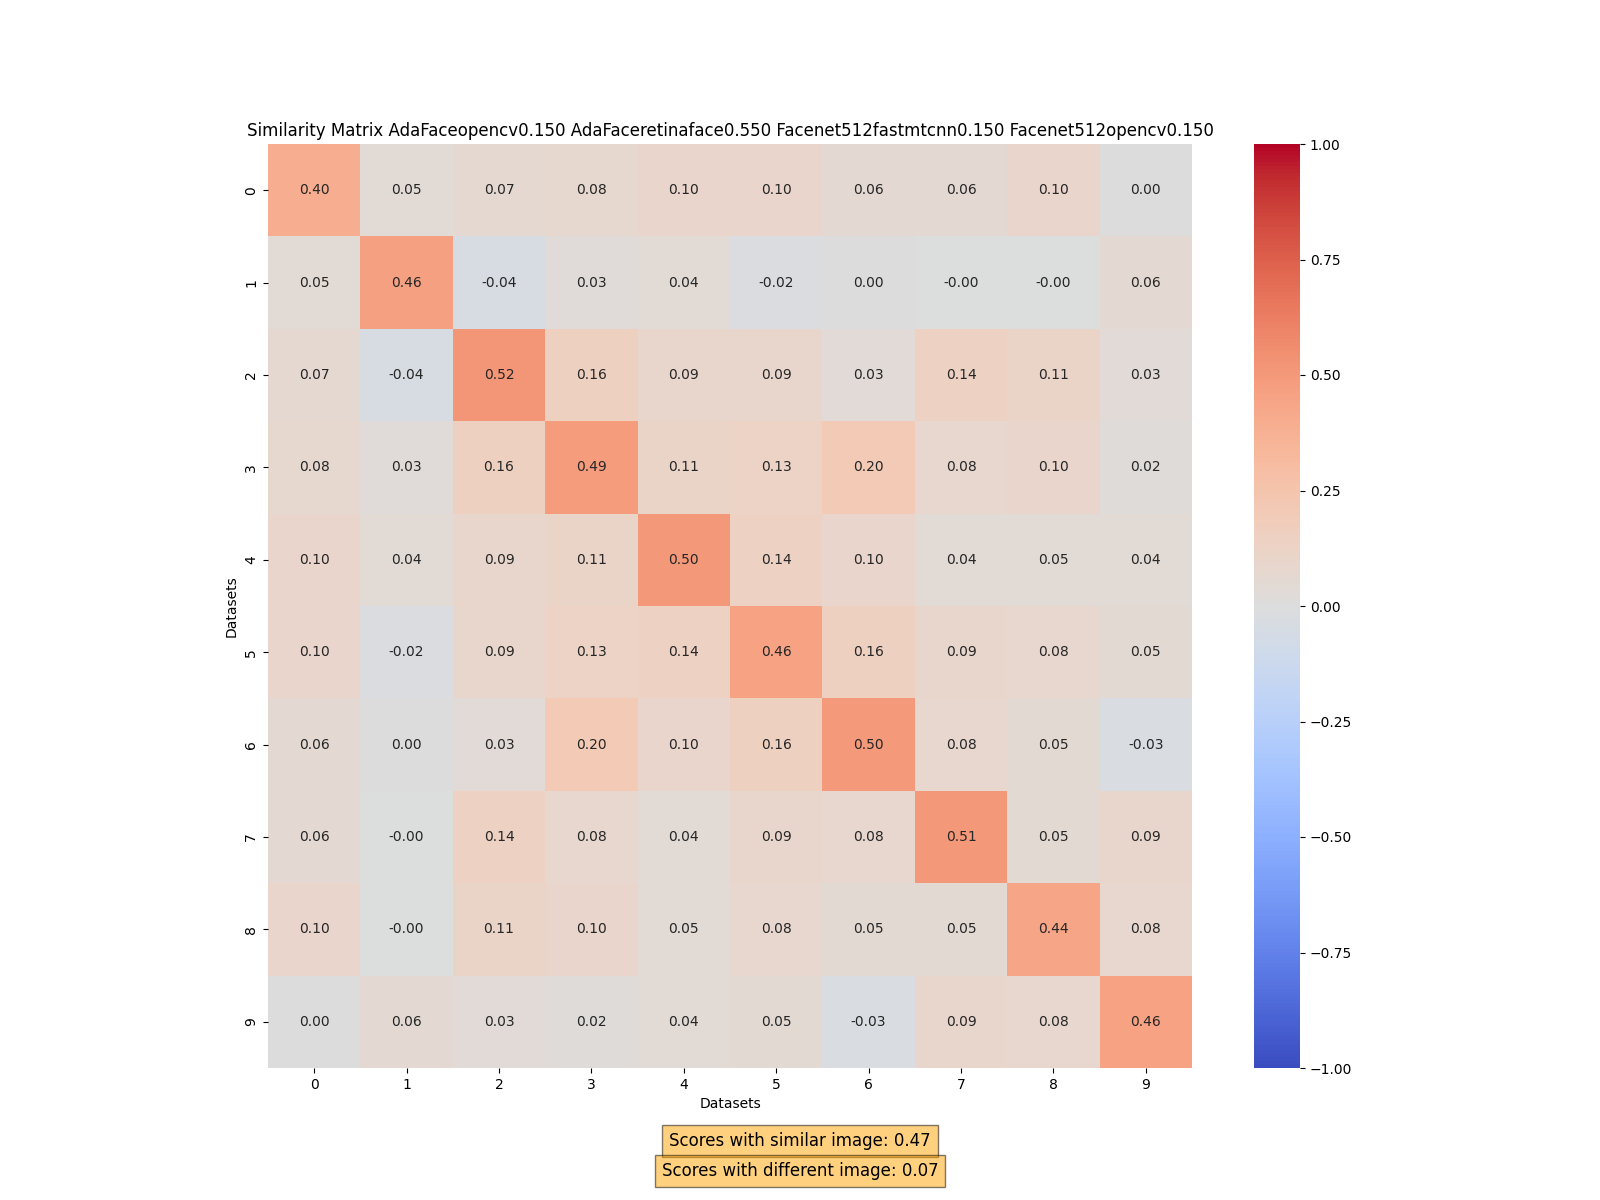 Similarity Matrix AdaFaceopencv0.150 AdaFaceretinaface0.550 Facenet512fastmtcnn0.150 Facenet512opencv0.150
0 0.40 0.05 0.07 0.08 0.10 0.10 0.06 0.06 0.10 0.00
1 0.05 0.46 -0.04 0.03 0.04 -0.02 0.00 -0.00 -0.00 0.06
2 0.07 -0.04 0.52 0.16 0.09 0.09 0.03 0.14 0.11 0.03
3 0.08 0.03 0.16 0.49 0.11 0.13 0.20 0.08 0.10 0.02
4 0.10 0.04 0.09 0.11 0.50 0.14 0.10 0.04 0.05 0.04
Datasets
5 0.10 -0.02 0.09 0.13 0.14 0.46 0.16 0.09 0.08 0.05
6 0.06 0.00 0.03 0.20 0.10 0.16 0.50 0.08 0.05 -0.03
7 0.06 -0.00 0.14 0.08 0.04 0.09 0.08 0.51 0.05 0.09
8 0.10 -0.00 0.11 0.10 0.05 0.08 0.05 0.05 0.44 0.08
9 0.00 0.06 0.03 0.02 0.04 0.05 -0.03 0.09 0.08 0.46
0 1 2 3 4 5 6 7 8 9
Datasets
1.00
0.75
0.50
0.25
0.00
−0.25
−0.50
−0.75
−1.00
Scores with similar image: 0.47
Scores with different image: 0.07